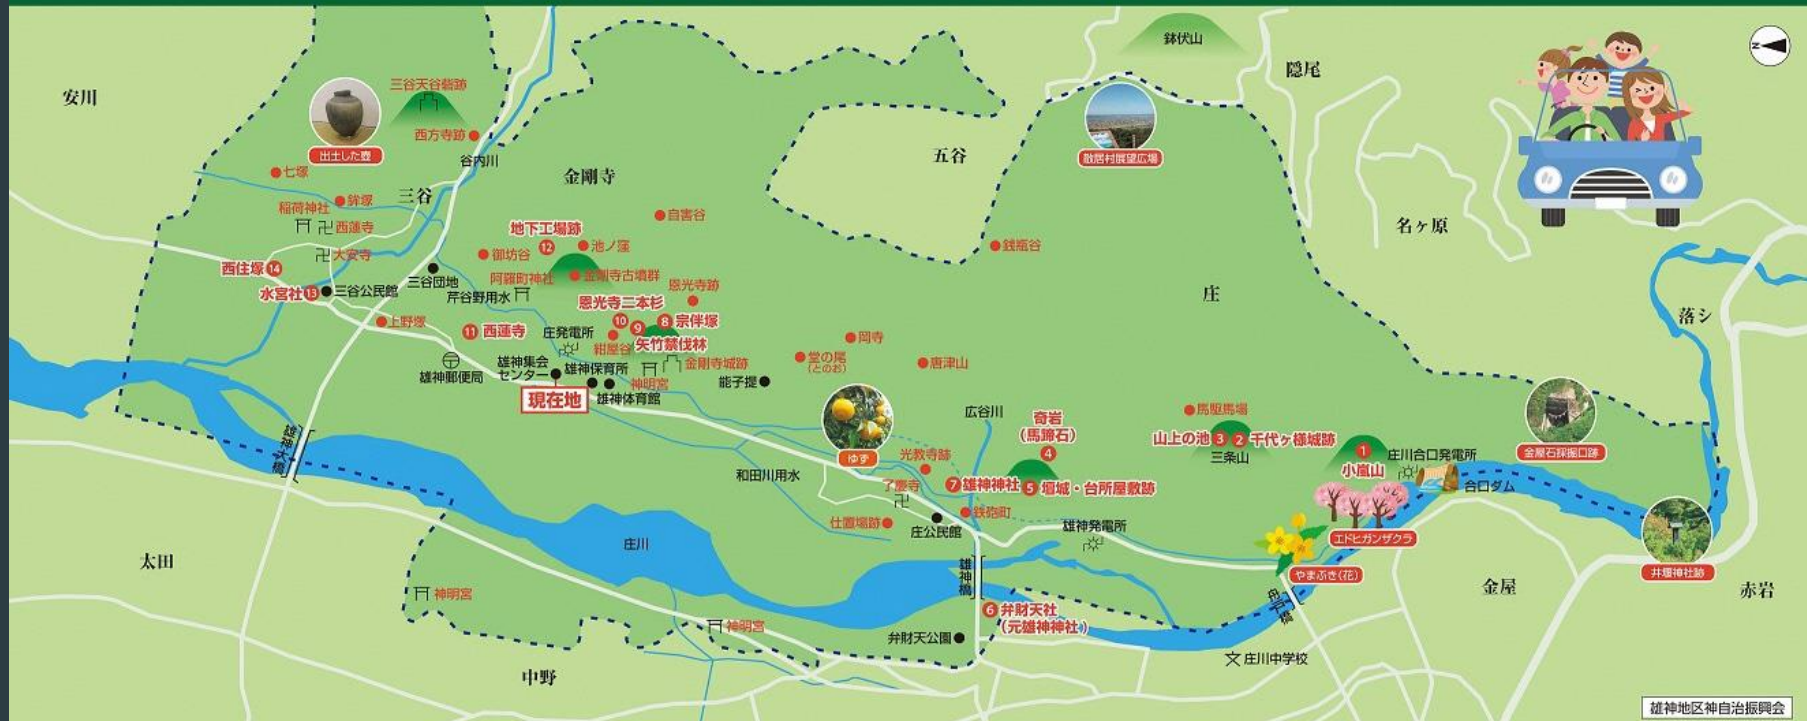 鉢伏山
隠尾
N
安川
三谷天谷砦跡
出土した壺
西方寺跡
谷内川
五谷
散居村展望広場
金剛寺
七塚
三谷
鉾塚
稲荷神社
西蓮寺
大安寺
自害谷
名ヶ原
地下工場跡
⑫
池ノ窪
御坊谷
銭瓶谷
西住塚⑭
三谷団地
阿羅町神社
金剛寺古墳群
芹谷野用水
恩光寺跡
庄
水宮社⑬
三谷公民館
恩光寺二本杉
⑩
⑨
⑧宗伴塚
落シ
上野塚
⑪西蓮寺
庄発電所
紺屋谷
矢竹禁伐林
岡寺
雄神郵便局
雄神集会
センター
雄神保育所
神明宮
金剛寺城跡
堂の尾
(とのお)
唐津山
能子提
現在地
雄神体育館
ゆず
広谷川
奇岩
(馬蹄石)
④
馬駆馬場
山上の池③
②千代ヶ様城跡
三条山
①
小嵐山
庄川合口発電所
合口ダム
金屋石採掘口跡
雄神大橋
和田川用水
光教寺跡
了慶寺
⑦雄神神社
⑤壇城・台所屋敷跡
仕置場跡
鉄砲町
庄公民館
雄神発電所
エドヒガンザクラ
やまぶき(花)
井堰神社跡
太田
庄川
雄神橋
舟戸橋
金屋
赤岩
神明宮
神明宮
⑥弁財天社
(元雄神神社)
弁財天公園
庄川中学校
中野
雄神地区神自治振興会